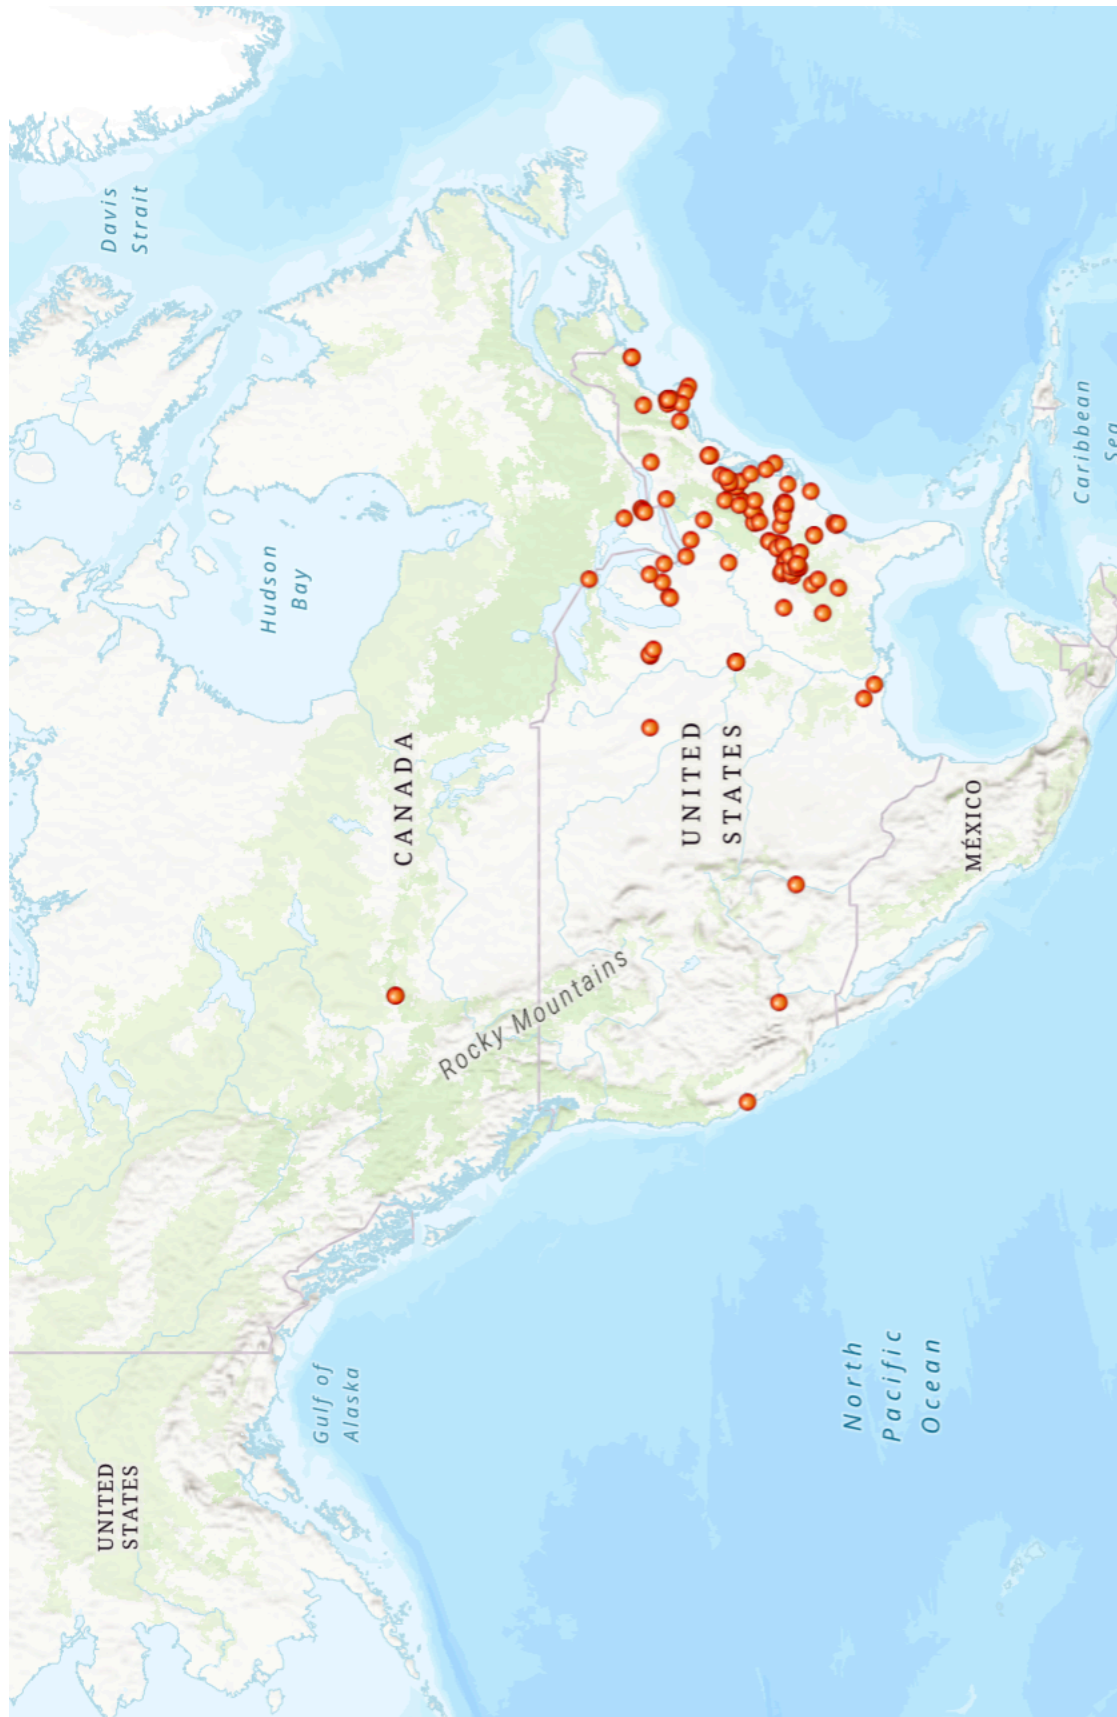 Davis
Strait
Hudson
Bay
CANADA
UNITED
STATES
MÉXICO
Caribbean
Sea
Rocky Mountains
Gulf of
Alaska
UNITED
STATES
North
Pacific
Ocean